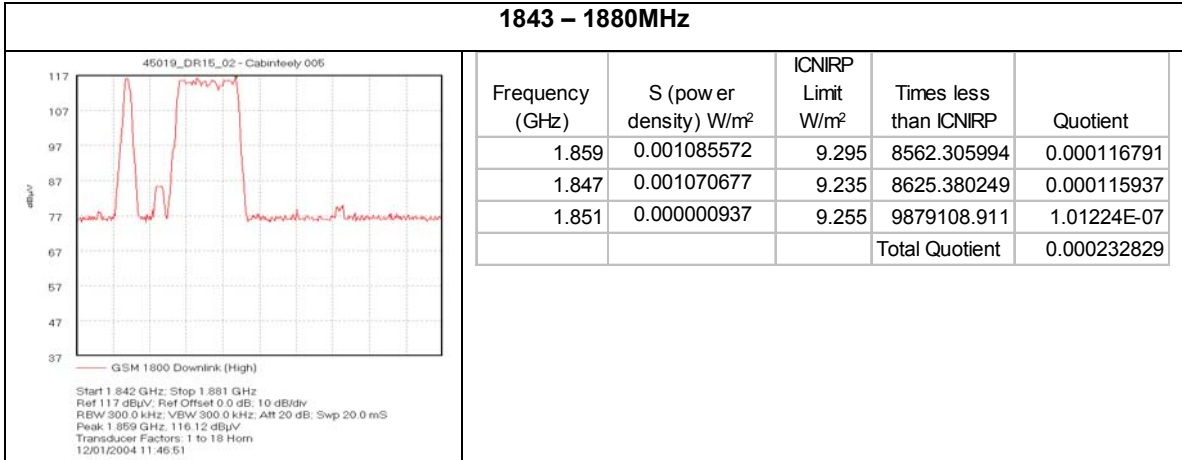 1843 – 1880MHz
45019_DR15_02 - Cabinteely 005
117
107
97
87
77
67
57
47
37
dBµV
GSM 1800 Downlink (High)
Start 1.842 GHz; Stop 1.881 GHz
Ref 117 dBµV; Ref Offset 0.0 dB; 10 dB/div
RBW 300.0 kHz; VBW 300.0 kHz; Att 20 dB; Swp 20.0 mS
Peak 1.859 GHz, 116.12 dBµV
Transducer Factors: 1 to 18 Horn
12/01/2004 11:46:51
Frequency (GHz) S (power density) W/m² ICNIRP Limit W/m² Times less than ICNIRP Quotient
1.859 0.001085572 9.295 8562.305994 0.000116791
1.847 0.001070677 9.235 8625.380249 0.000115937
1.851 0.000000937 9.255 9879108.911 1.01224E-07
Total Quotient 0.000232829